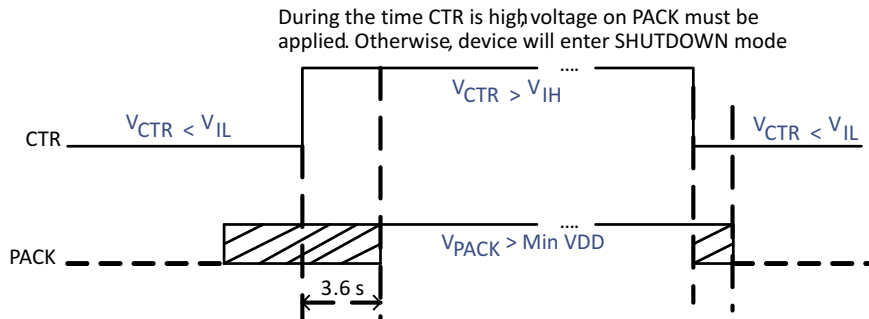 During the time CTR is high, voltage on PACK must be
applied. Otherwise, device will enter SHUTDOWN mode
....
VCTR > VIH
VCTR < VIL
VCTR < VIL
CTR
....
VPACK > Min VDD
PACK
3.6 s